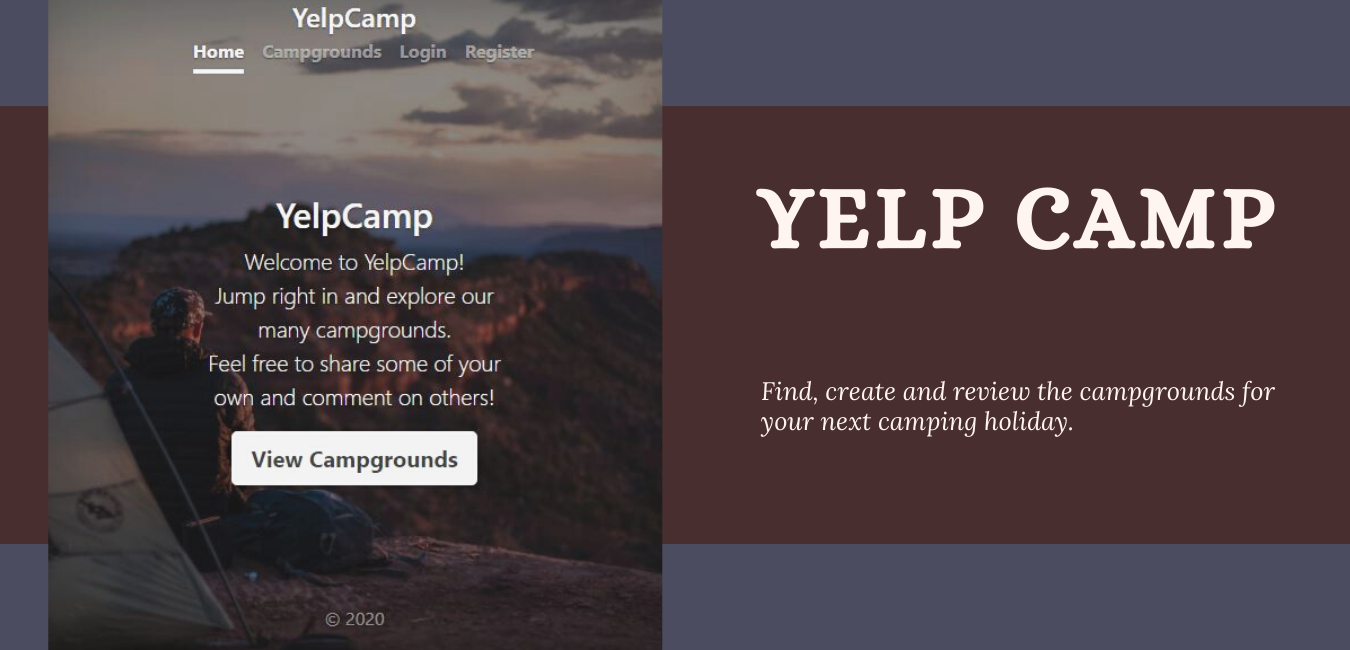 YelpCamp
Home Campgrounds Login Register
YelpCamp
Welcome to YelpCamp!
Jump right in and explore our
many campgrounds.
Feel free to share some of your
own and comment on others!
View Campgrounds
© 2020
YELP CAMP
Find, create and review the campgrounds for
your next camping holiday.